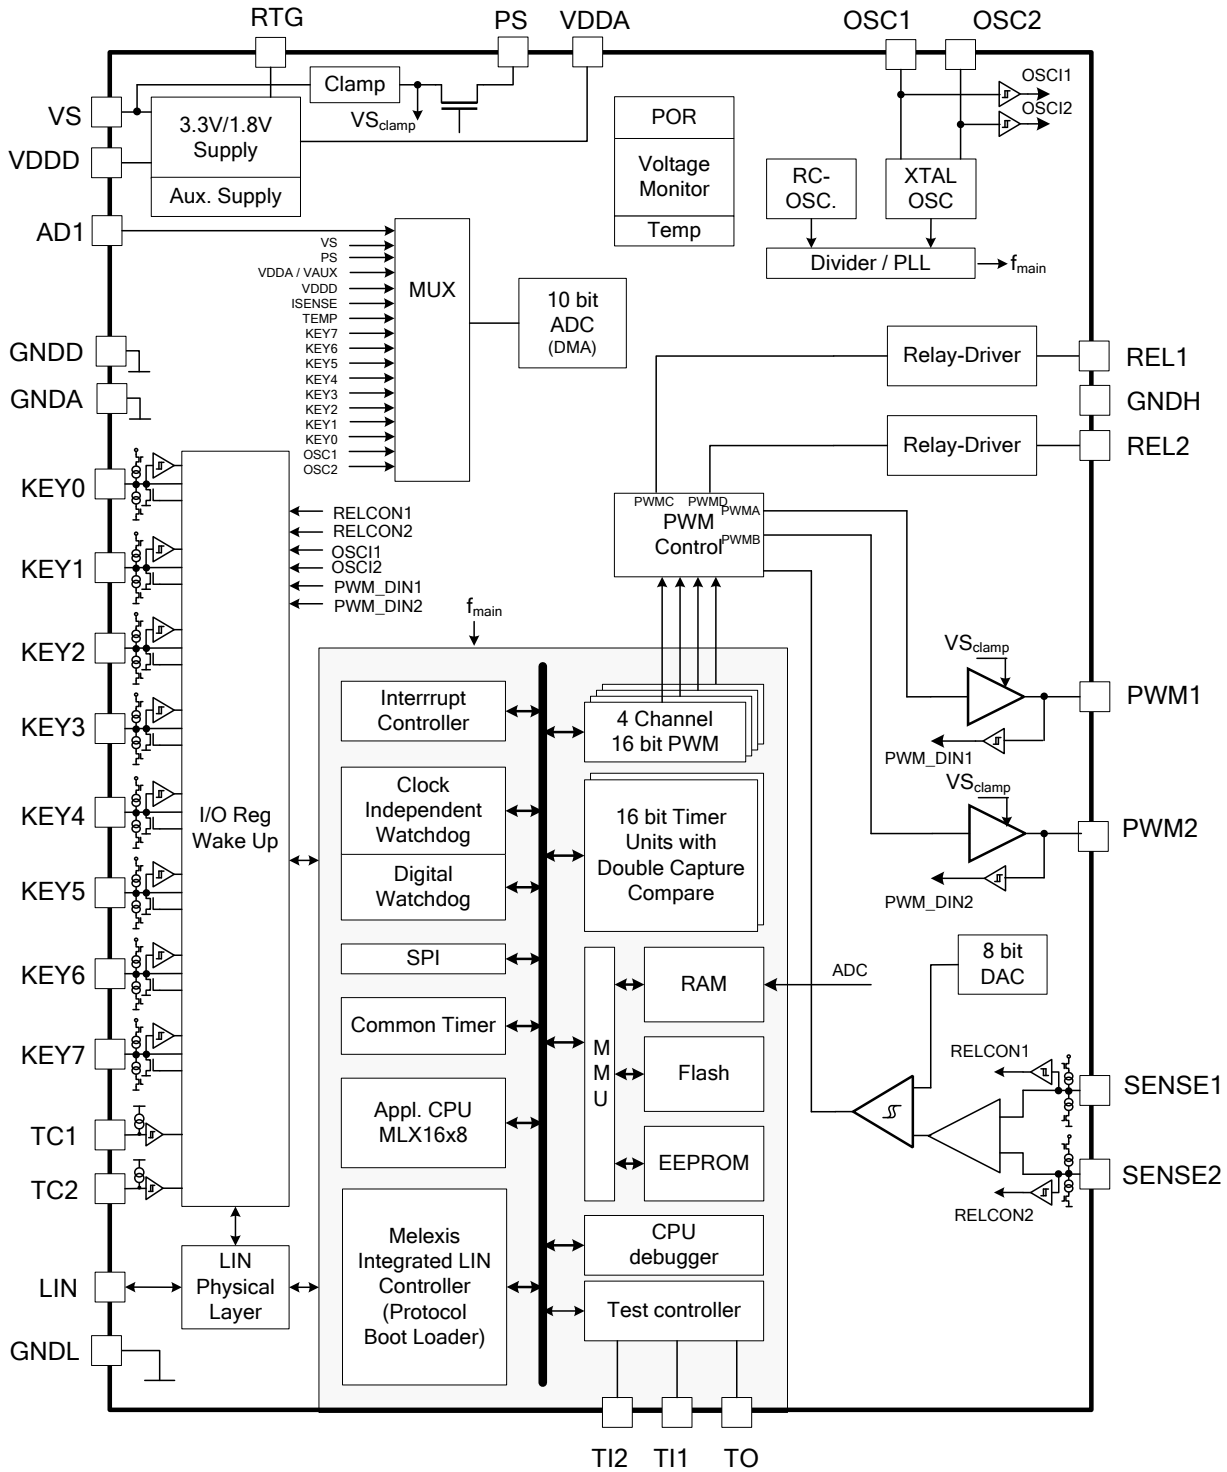 RTG
PS
VDDA
OSC1
OSC2
VS
Clamp
VSclamp
3.3V/1.8V
Supply
Aux. Supply
VDDD
POR
Voltage
Monitor
Temp
OSCI1
OSCI2
RC-
OSC.
XTAL
OSC
Divider / PLL
fmain
AD1
VS
PS
VDDA / VAUX
VDDD
ISENSE
TEMP
KEY7
KEY6
KEY5
KEY4
KEY3
KEY2
KEY1
KEY0
OSC1
OSC2
MUX
10 bit
ADC
(DMA)
GNDD
GNDA
Relay-Driver
REL1
GNDH
Relay-Driver
REL2
KEY0
KEY1
KEY2
KEY3
KEY4
KEY5
KEY6
KEY7
TC1
TC2
I/O Reg
Wake Up
RELCON1
RELCON2
OSCI1
OSCI2
PWM_DIN1
PWM_DIN2
PWMC
PWMD
PWMA
PWM
Control
PWMB
fmain
Interrrupt
Controller
4 Channel
16 bit PWM
Clock
Independent
Watchdog
Digital
Watchdog
16 bit Timer
Units with
Double Capture
Compare
SPI
Common Timer
Appl. CPU
MLX16x8
M
M
U
RAM
Flash
EEPROM
ADC
Melexis
Integrated LIN
Controller
(Protocol
Boot Loader)
CPU
debugger
Test controller
VSclamp
PWM1
PWM_DIN1
VSclamp
PWM2
PWM_DIN2
8 bit
DAC
RELCON1
SENSE1
SENSE2
RELCON2
LIN
LIN
Physical
Layer
GNDL
TI2
TI1
TO